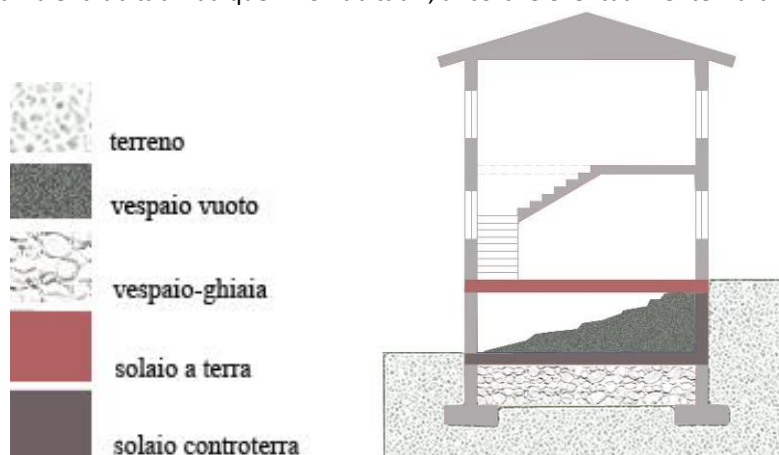 terreno
vespaio vuoto
vespaio-ghiaia
solaio a terra
solaio controterra